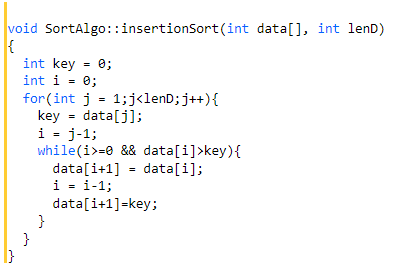 void SortAlgo::insertionSort(int data[], int lenD)
{
  int key = 0;
  int i = 0;
  for(int j = 1;j<lenD;j++){
    key = data[j];
    i = j-1;
    while(i>=0 && data[i]>key){
      data[i+1] = data[i];
      i = i-1;
      data[i+1]=key;
    }
  }
}